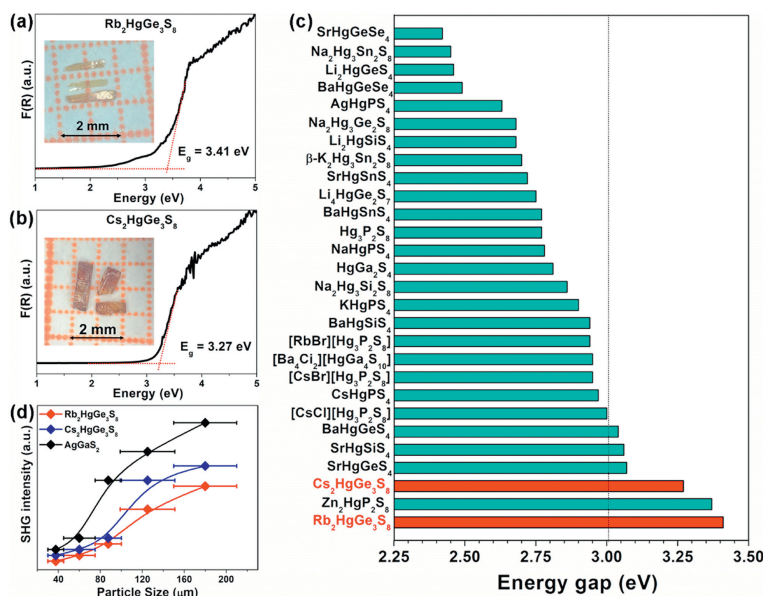 (a)
Rb₂HgGe₃S₈
F(R) (a.u.)
2 mm
E_g = 3.41 eV
1 2 3 4 5
Energy (eV)
(b)
Cs₂HgGe₃S₈
F(R) (a.u.)
2 mm
E_g = 3.27 eV
1 2 3 4 5
Energy (eV)
(d)
Rb₂HgGe₃S₈
Cs₂HgGe₃S₈
AgGaS₂
SHG intensity (a.u.)
40 80 120 160 200
Particle Size (μm)
(c)
SrHgGeSe₄
Na₂Hg₃Sn₂S₈
Li₂HgGeS₄
BaHgGeSe₄
AgHgPS₄
Na₂Hg₃Ge₂S₈
Li₂HgSiS₄
β-K₂Hg₃Sn₂S₈
SrHgSnS₄
Li₄HgGe₂S₇
BaHgSnS₄
Hg₃P₂S₈
NaHgPS₄
HgGa₂S₄
Na₂Hg₃Si₂S₈
KHgPS₄
BaHgSiS₄
[RbBr][Hg₃P₂S₈]
[Ba₄Ci₂][HgGa₄S₁₀]
[CsBr][Hg₃P₂S₈]
CsHgPS₄
[CsCl][Hg₃P₂S₈]
BaHgGeS₄
SrHgSiS₄
SrHgGeS₄
Cs₂HgGe₃S₈
Zn₂HgP₂S₈
Rb₂HgGe₃S₈
2.25 2.50 2.75 3.00 3.25 3.50
Energy gap (eV)